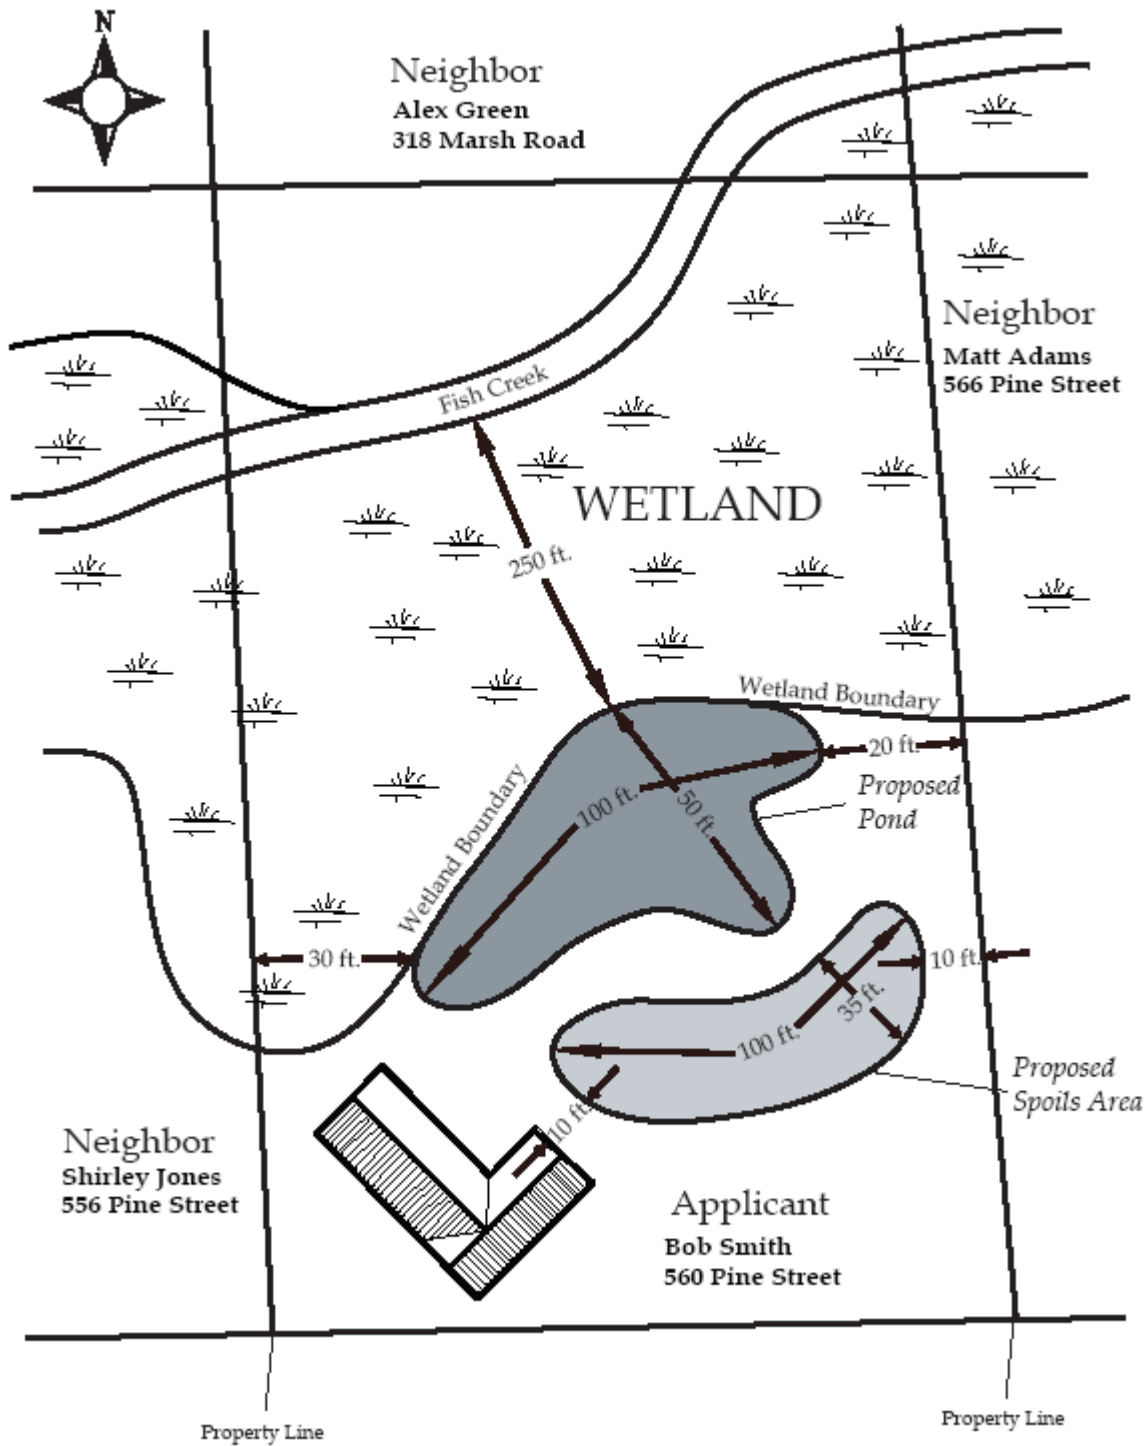 N
Neighbor
Alex Green
318 Marsh Road
Neighbor
Matt Adams
566 Pine Street
Fish Creek
WETLAND
250 ft.
Wetland Boundary
20 ft.
Proposed
Pond
100 ft.
50 ft.
Wetland Boundary
30 ft.
10 ft.
35 ft.
100 ft.
Proposed
Spoils Area
10 ft.
Neighbor
Shirley Jones
556 Pine Street
Applicant
Bob Smith
560 Pine Street
Property Line
Property Line